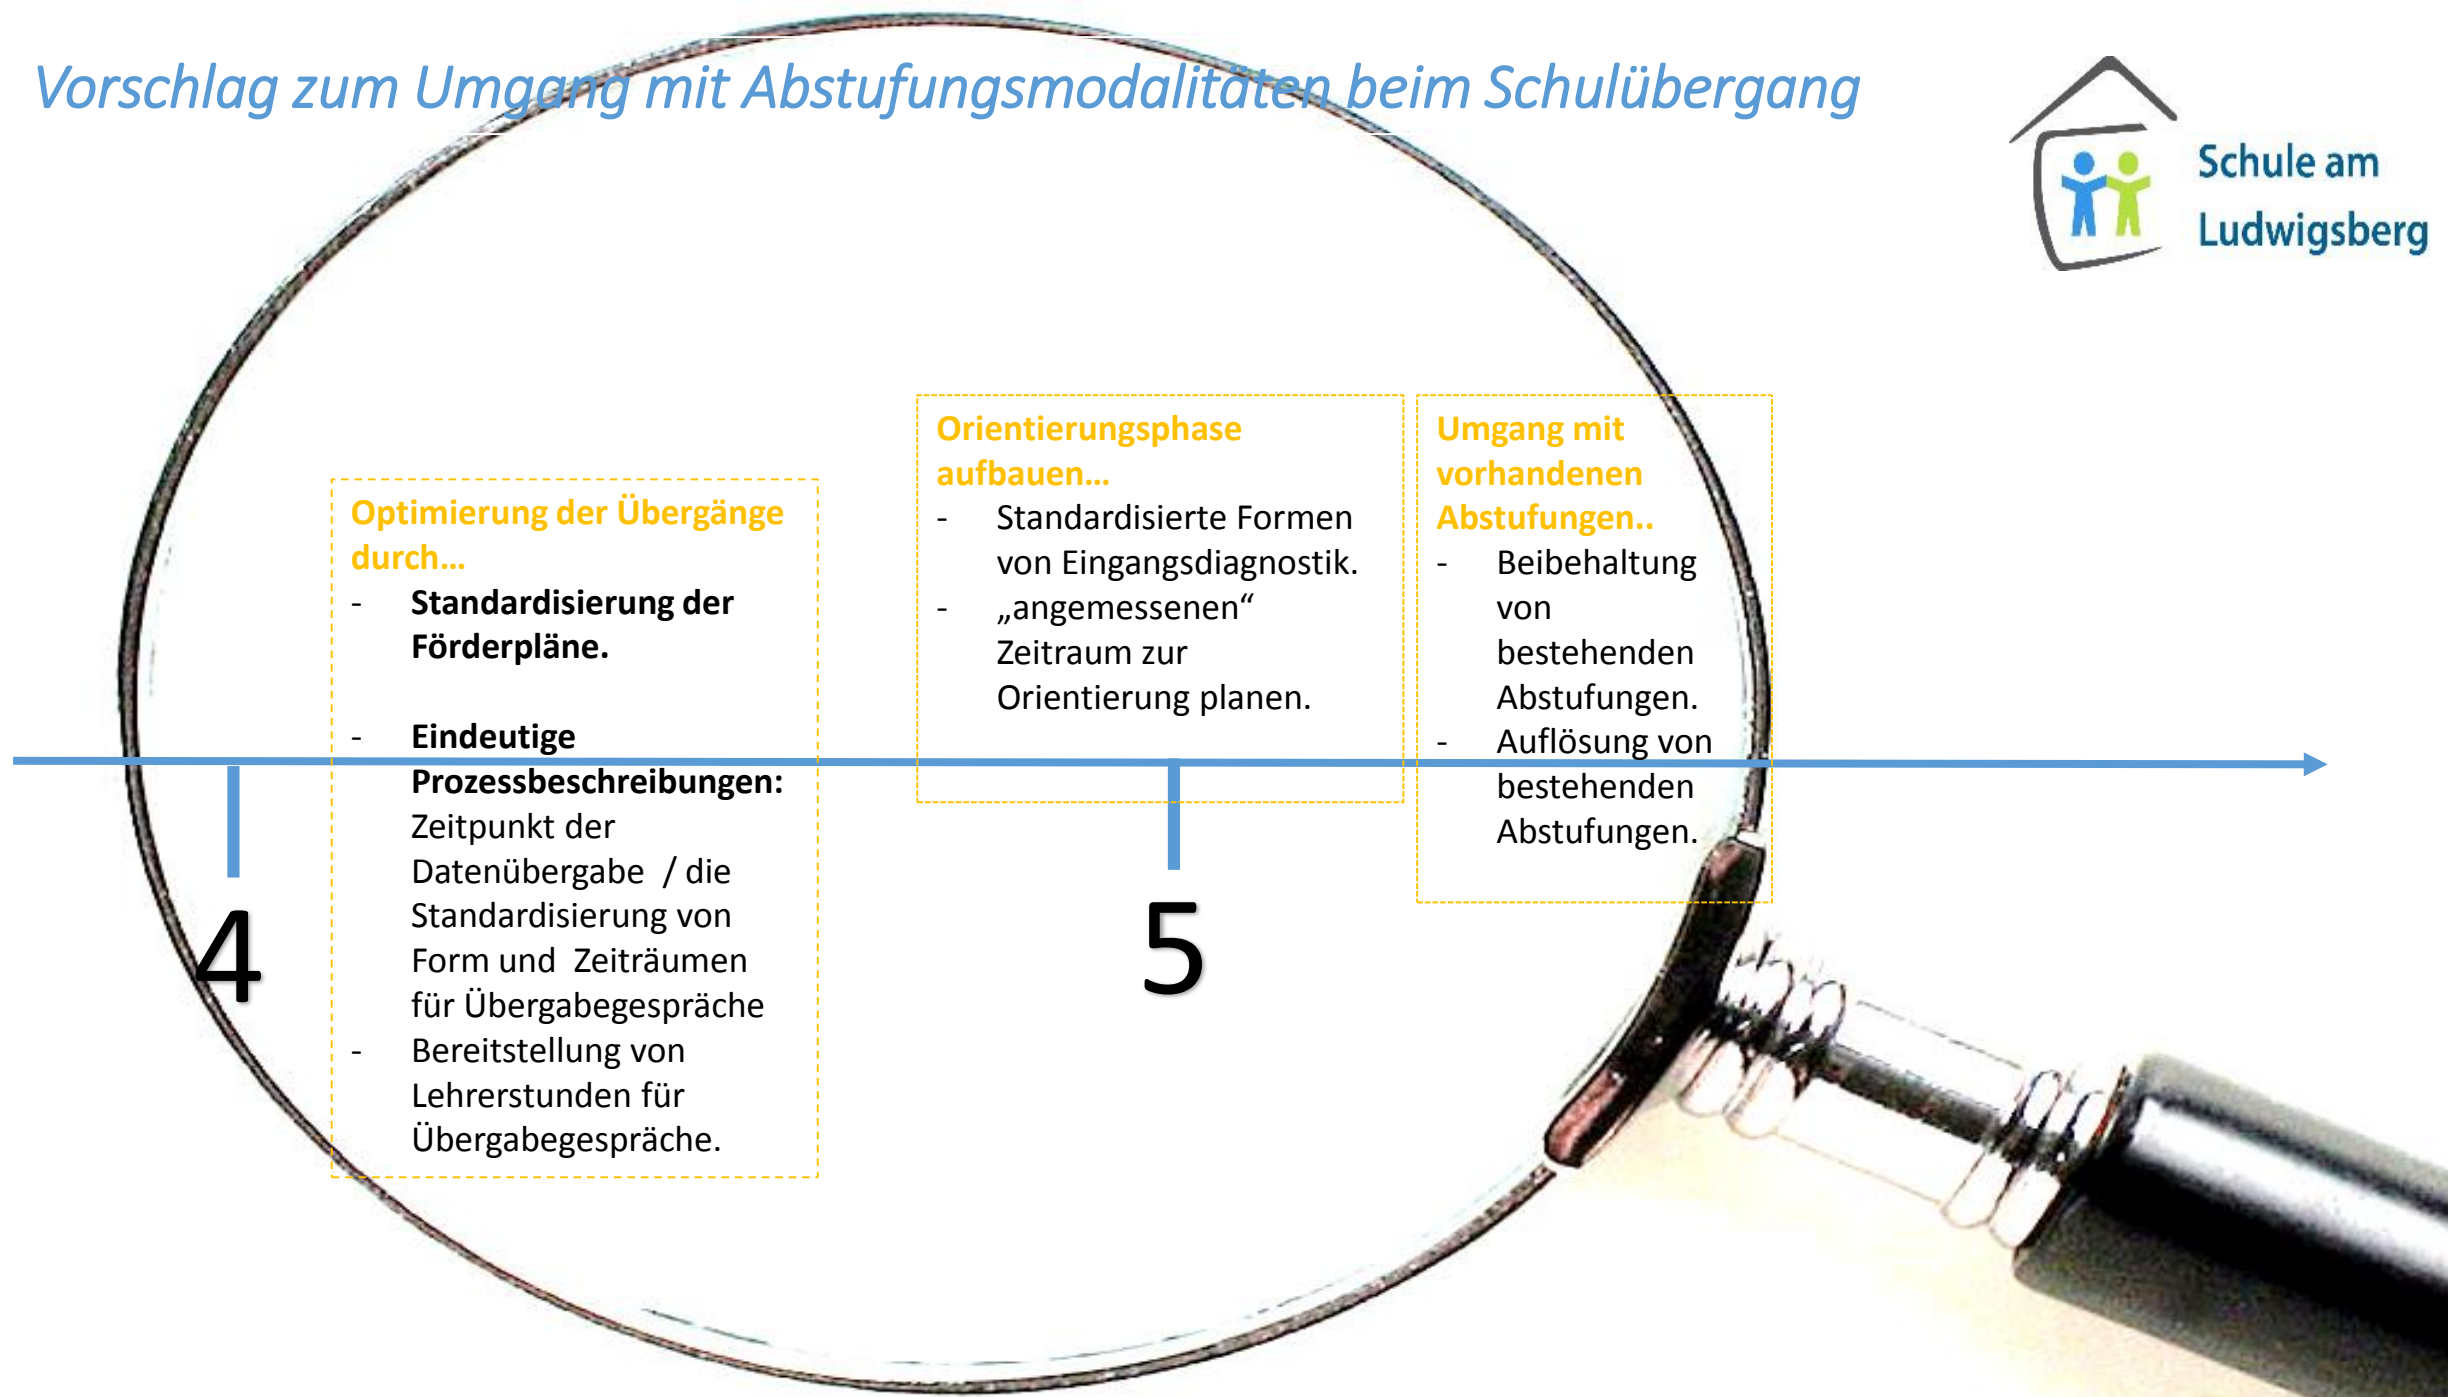 Vorschlag zum Umgang mit Abstufungsmodalitäten beim Schulübergang
Schule am
Ludwigsberg
Optimierung der Übergänge
durch...
- Standardisierung der
Förderpläne.
- Eindeutige
Prozessbeschreibungen:
Zeitpunkt der
Datenübergabe / die
Standardisierung von
Form und Zeiträumen
für Übergabegespräche
- Bereitstellung von
Lehrerstunden für
Übergabegespräche.
Orientierungsphase
aufbauen...
- Standardisierte Formen
von Eingangsdiagnostik.
- „angemessenen“
Zeitraum zur
Orientierung planen.
Umgang mit
vorhandenen
Abstufungen..
- Beibehaltung
von
bestehenden
Abstufungen.
- Auflösung von
bestehenden
Abstufungen.
4
5